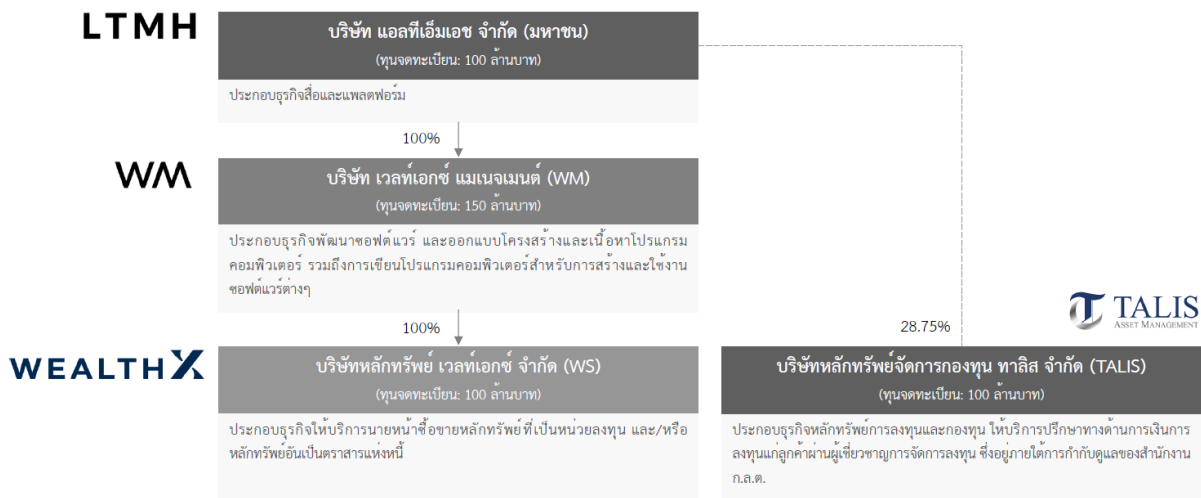 LTMH
บริษัท แอลทีเอ็มเอช จำกัด (มหาชน)
(ทุนจดทะเบียน: 100 ล้านบาท)
ประกอบธุรกิจสื่อและแพลตฟอร์ม
100%
WM
บริษัท เวลท์เอกซ์ แมเนจเมนต์ (WM)
(ทุนจดทะเบียน: 150 ล้านบาท)
ประกอบธุรกิจพัฒนาซอฟต์แวร์ และออกแบบโครงสร้างและเนื้อหาโปรแกรม
คอมพิวเตอร์ รวมถึงการเขียนโปรแกรมคอมพิวเตอร์สำหรับการสร้างและใช้งาน
ซอฟต์แวร์ต่างๆ
100%
28.75%
TALIS
ASSET MANAGEMENT
WEALTHX
บริษัทหลักทรัพย์ เวลท์เอกซ์ จำกัด (WS)
(ทุนจดทะเบียน: 100 ล้านบาท)
ประกอบธุรกิจให้บริการนายหน้าซื้อขายหลักทรัพย์ที่เป็นหน่วยลงทุน และ/หรือ
หลักทรัพย์อันเป็นตราสารแห่งหนี้
บริษัทหลักทรัพย์จัดการกองทุน ทาลิส จำกัด (TALIS)
(ทุนจดทะเบียน: 100 ล้านบาท)
ประกอบธุรกิจหลักทรัพย์การลงทุนและกองทุน ให้บริการปรึกษาทางด้านการเงินการ
ลงทุนแก่ลูกค้าผ่านผู้เชี่ยวชาญการจัดการลงทุน ซึ่งอยู่ภายใต้การกำกับดูแลของสำนักงาน
ก.ล.ต.